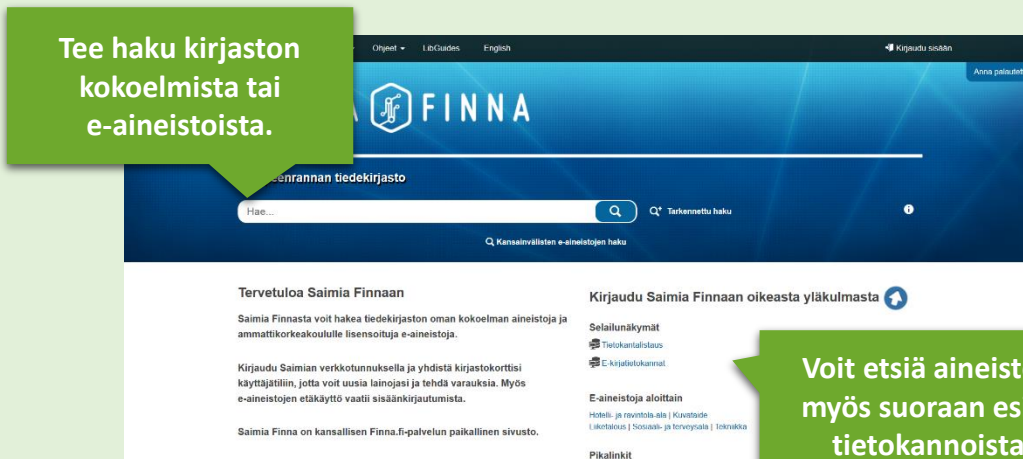 Tee haku kirjaston
kokoelmista tai
e-aineistoista.
Ohjeet
LibGuides
English
Kirjaudu sisään
FINNA
tiedekirjasto
Hae...
Tarkennettu haku
Kansainvälisten e-aineistojen haku
Tervetuloa Saimia Finnaan
Saimia Finnasta voit hakea tiedekirjaston oman kokoelman aineistoja ja
ammattikorkeakoululle lisensoituja e-aineistoja.
Kirjaudu Saimian verkkotunnuksella ja yhdistä kirjastokorttisi
käyttäjätiliin, jotta voit uusia lainojasi ja tehdä varauksia. Myös
e-aineistojen etäkäyttö vaatii sisäänkirjautumista.
Saimia Finna on kansallisen Finna.fi-palvelun paikallinen sivusto.
Kirjaudu Saimia Finnaan oikeasta yläkulmasta
Selailunäkymät
Tietokantalistaus
E-kirjatietokannat
E-aineistoja aloittain
Hotelli- ja ravintola-ala | Kuvataide
Liiketalous | Sosiaali- ja terveysala | Tekniikka
Pikalinkit
Voit etsiä
myös suoraan
tietokannoista